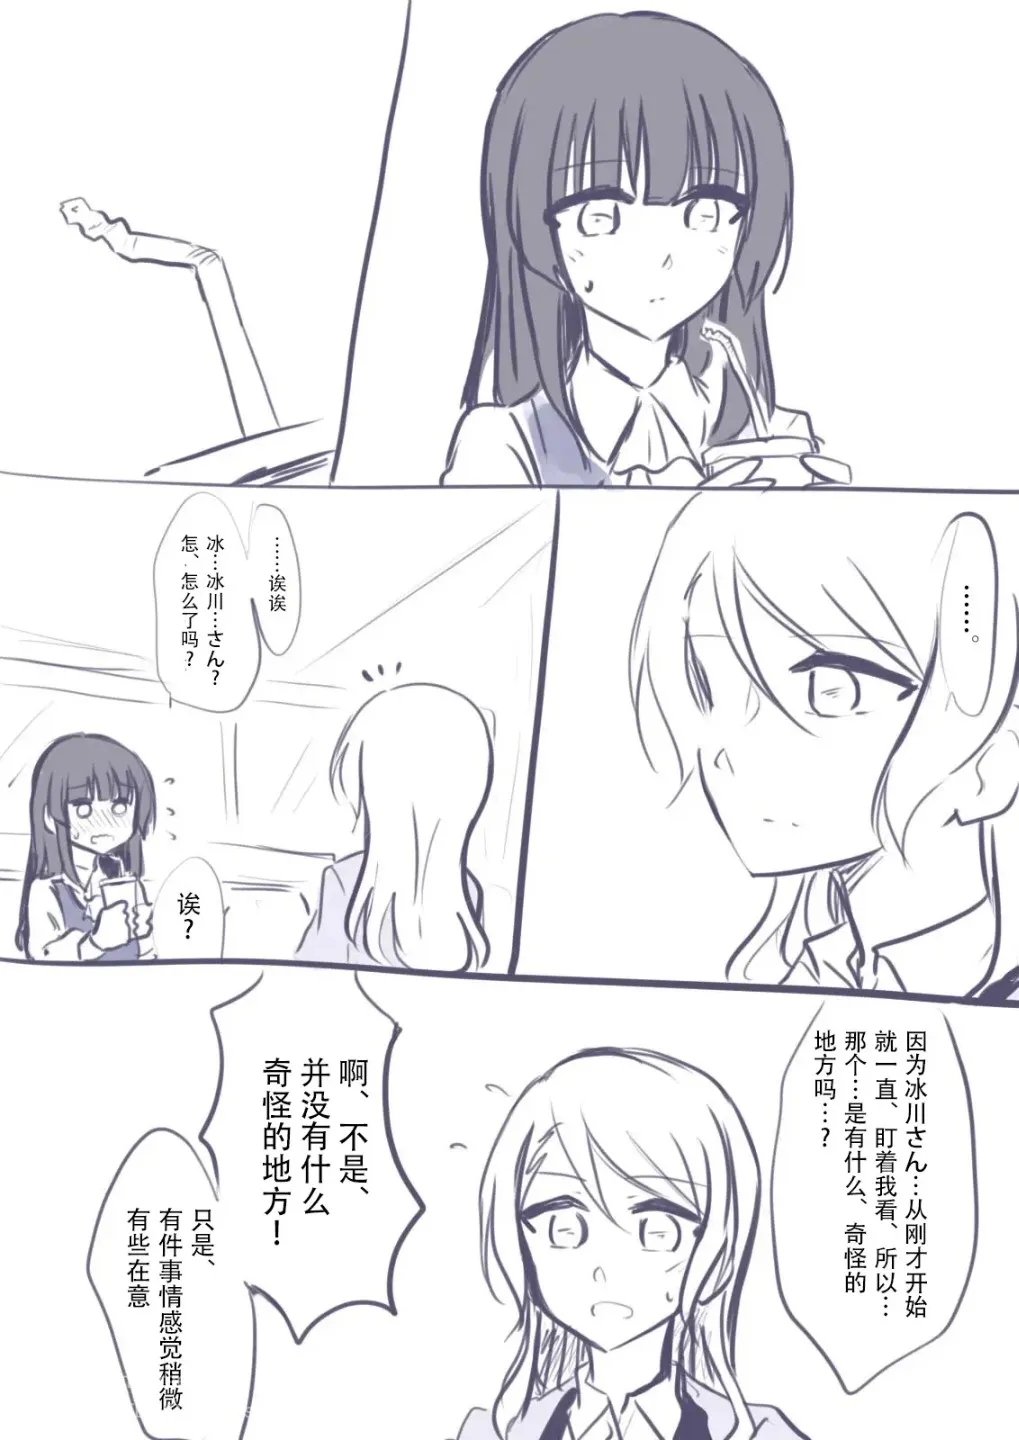 ……。
……诶诶
冰…冰川…さん？
怎、怎么了吗？
诶？
因为冰川さん…从刚才开始
就一直、盯着我看、所以…
那个…是有什么、奇怪的
地方吗…？
啊、不是、
并没有什么
奇怪的地方！
只是、
有件事情感觉稍微
有些在意